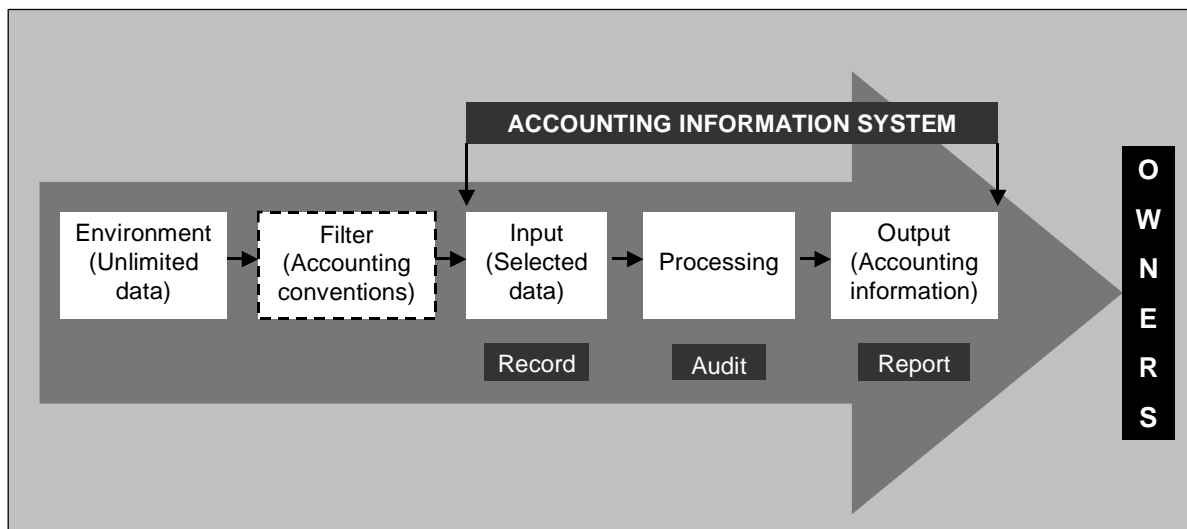 ACCOUNTING INFORMATION SYSTEM
Environment
(Unlimited
data)
Filter
(Accounting
conventions)
Input
(Selected
data)
Processing
Output
(Accounting
information)
Record
Audit
Report
O
W
N
E
R
S